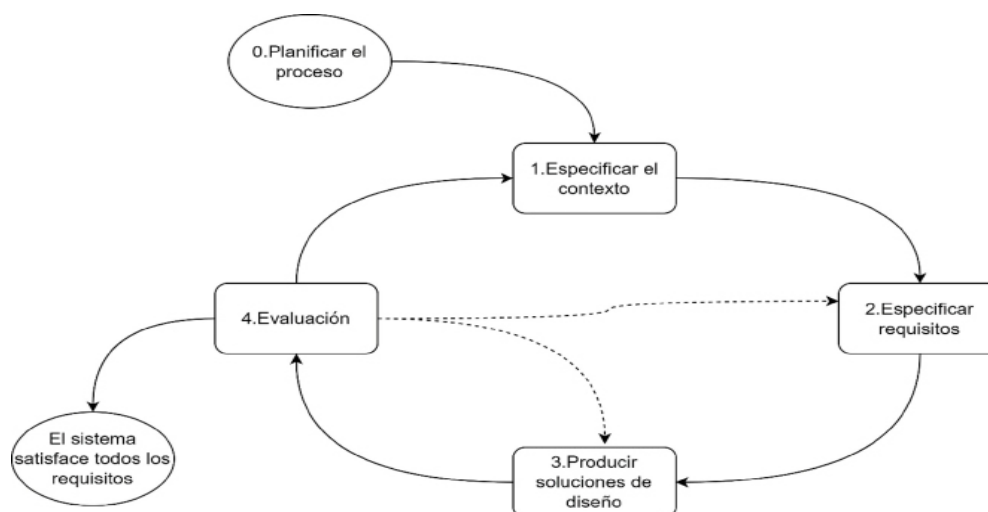 0.Planificar el
proceso
1.Especificar el
contexto
4.Evaluación
2.Especificar
requisitos
El sistema
satisface todos los
requisitos
3.Producir
soluciones de
diseño